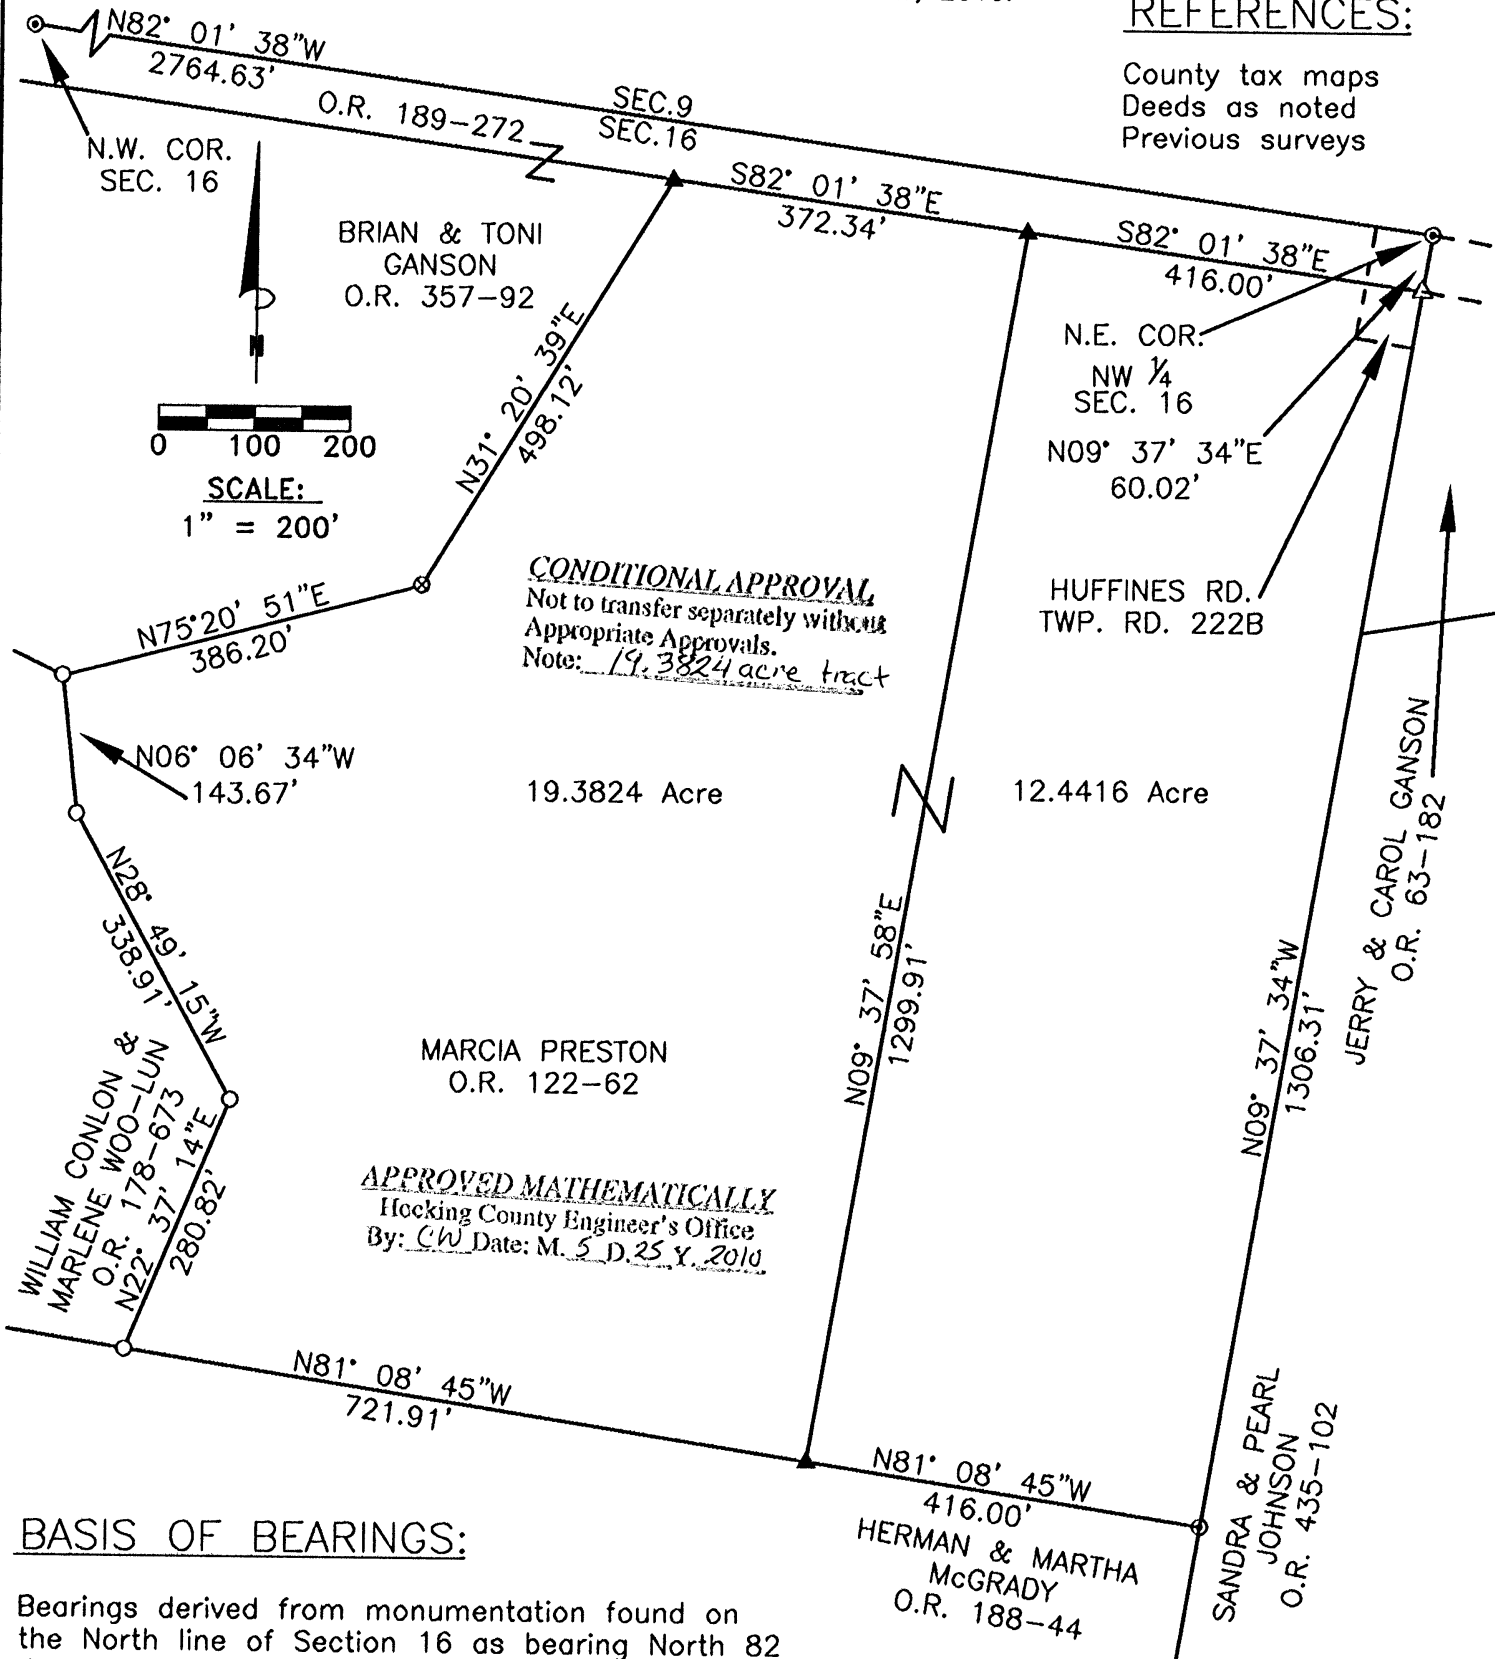 REFERENCES:
County tax maps
Deeds as noted
Previous surveys
N82° 01' 38"W
2764.63'
SEC.9
SEC.16
O.R. 189-272
N.W. COR.
SEC. 16
S82° 01' 38"E
372.34'
S82° 01' 38"E
416.00'
BRIAN & TONI
GANSON
O.R. 357-92
N
0 100 200
SCALE:
1" = 200'
N31° 20' 39"E
498.12'
N.E. COR.
NW 1/4
SEC. 16
N09° 37' 34"E
60.02'
HUFFINES RD.
TWP. RD. 222B
CONDITIONAL APPROVAL
Not to transfer separately without
Appropriate Approvals.
Note: 19.3824 acre tract
N75°20' 51"E
386.20'
N06° 06' 34"W
143.67'
19.3824 Acre
12.4416 Acre
N28° 49' 15"W
338.91'
JERRY & CAROL GANSON
O.R. 63-182
N09° 37' 58"E
1299.91'
N09° 37' 34"W
1306.31'
MARCIA PRESTON
O.R. 122-62
WILLIAM CONLON &
MARLENE WOO-LUN
O.R. 178-673
N22° 37' 14"E
280.82'
APPROVED MATHEMATICALLY
Hocking County Engineer's Office
By: CW Date: M. 5 D. 25 Y. 2010
N81° 08' 45"W
721.91'
N81° 08' 45"W
416.00'
HERMAN & MARTHA
McGRADY
O.R. 188-44
SANDRA & PEARL
JOHNSON
O.R. 435-102
BASIS OF BEARINGS:
Bearings derived from monumentation found on
the North line of Section 16 as bearing North 82